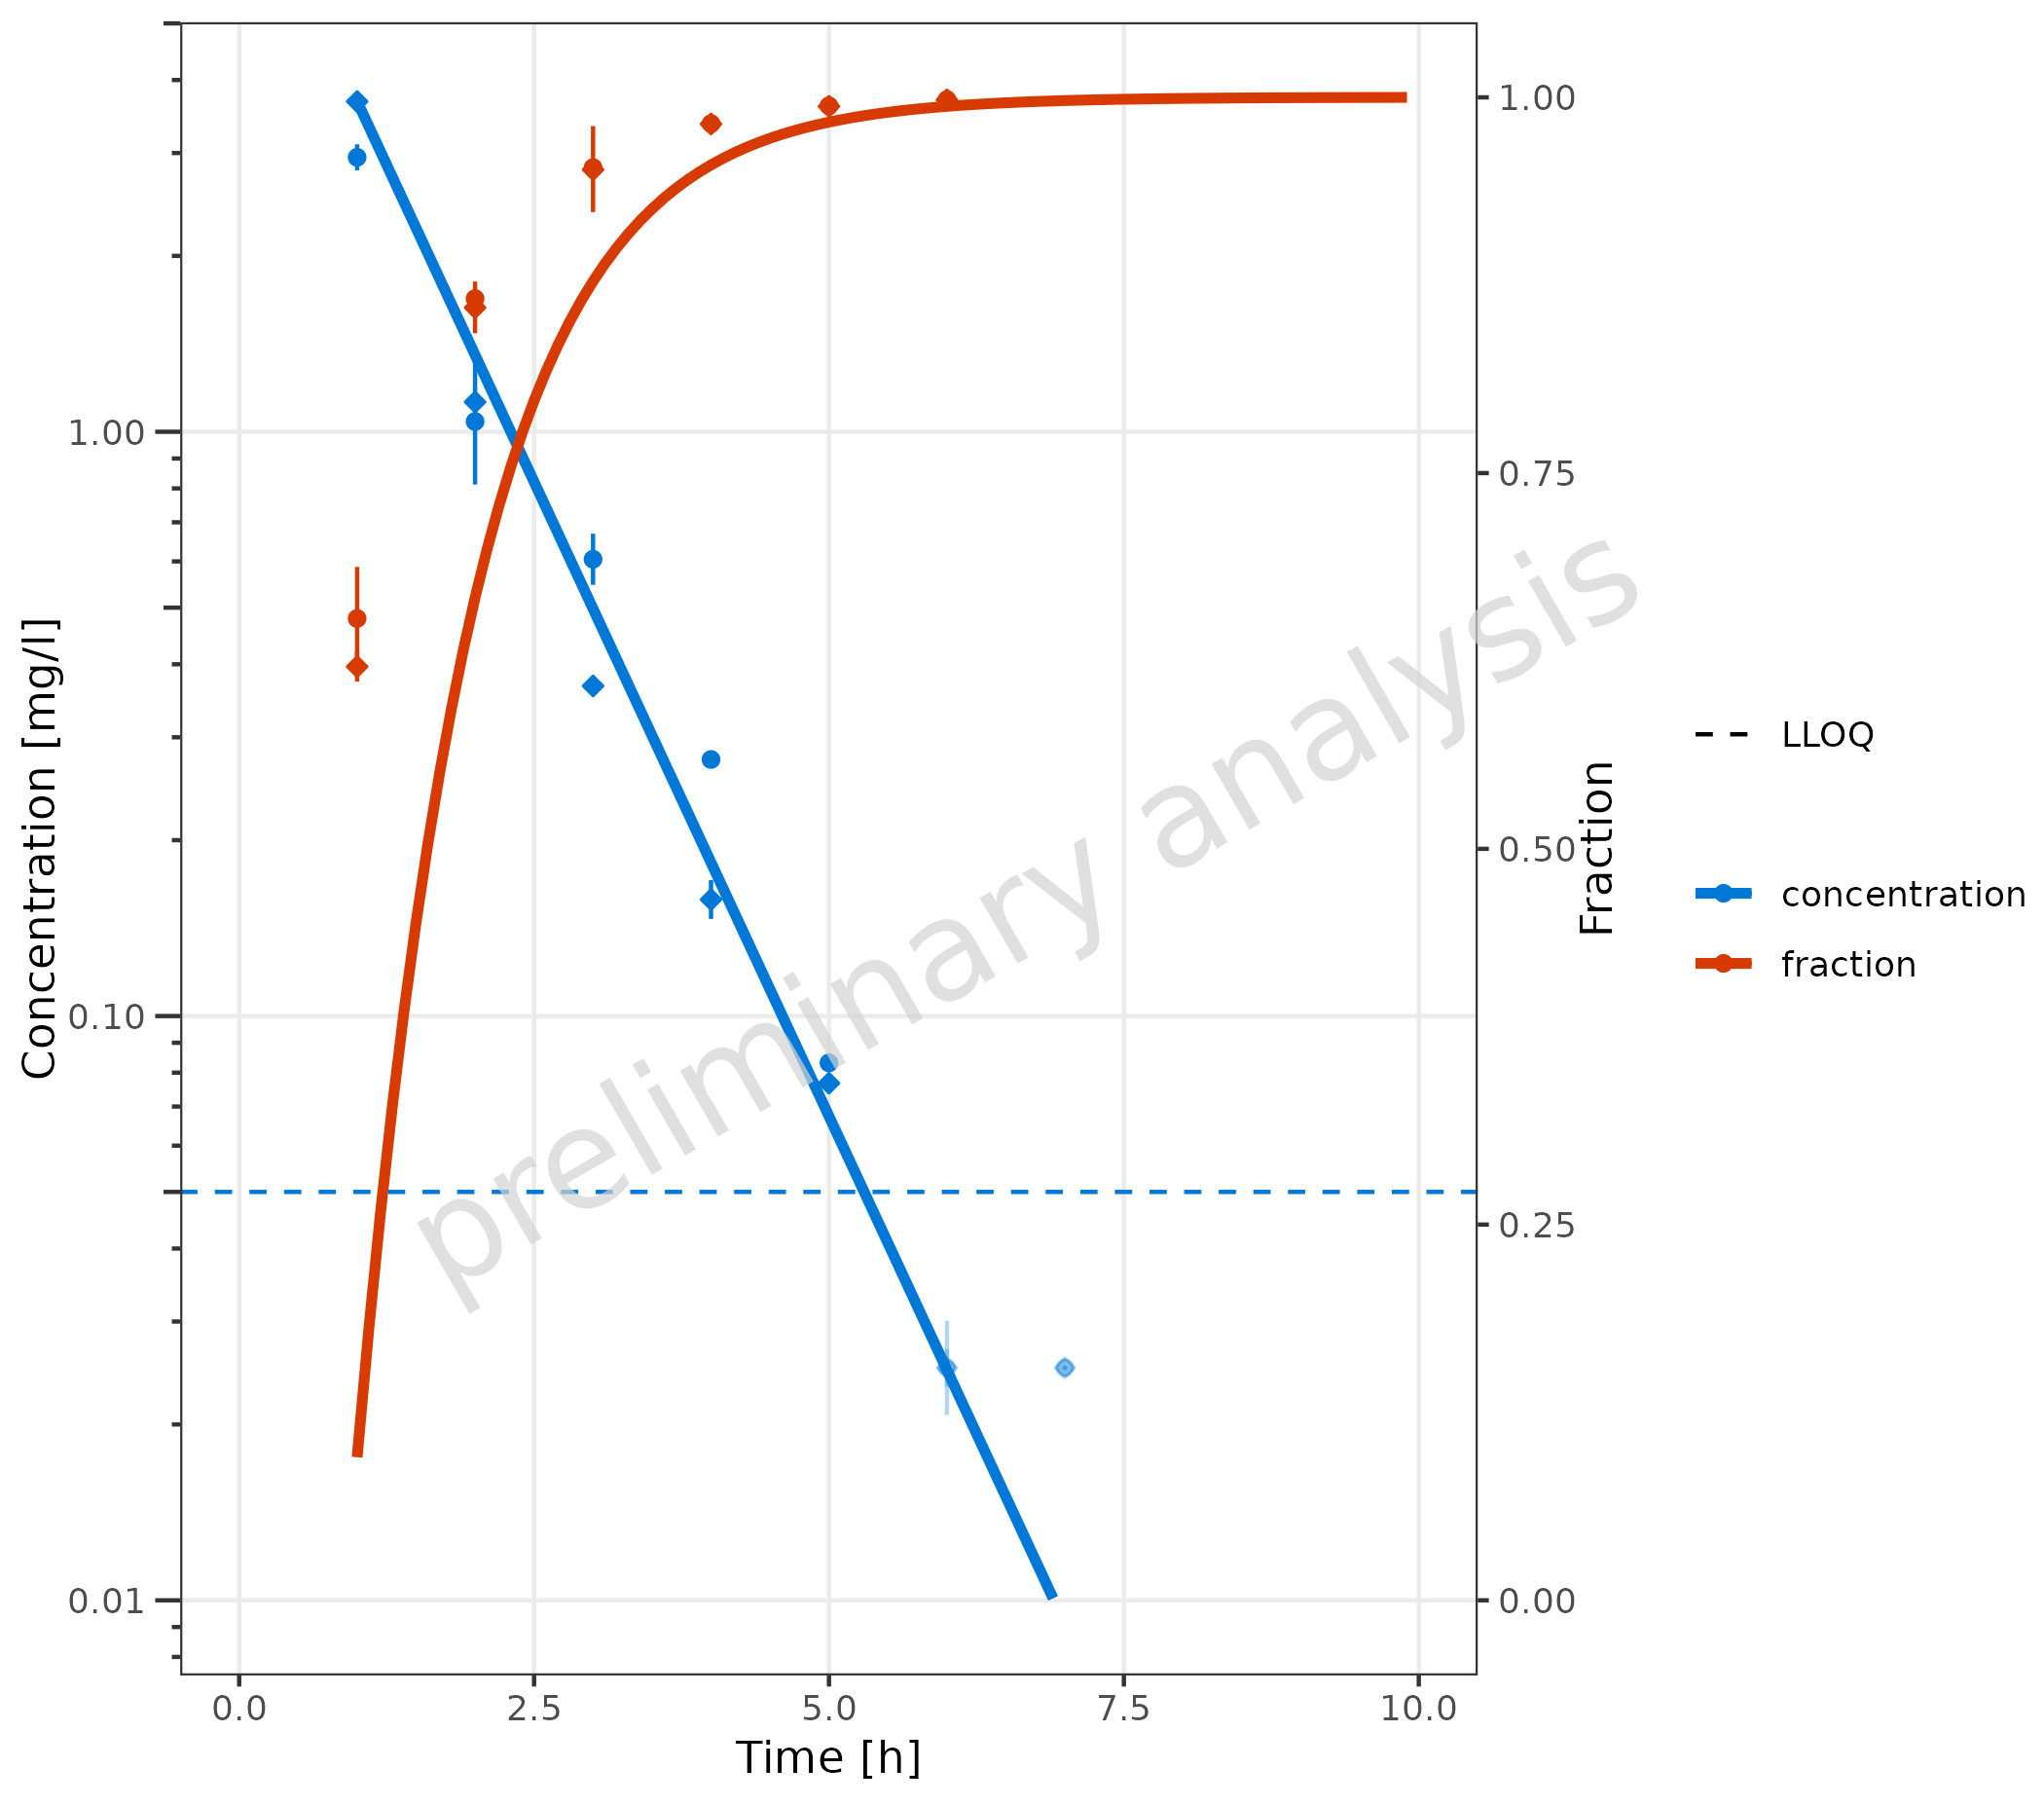 Concentration [mg/l]
1.00
0.10
0.01
0.0
2.5
5.0
7.5
10.0
Time [h]
1.00
0.75
0.50
0.25
0.00
Fraction
preliminary analysis
LLOQ
concentration
fraction